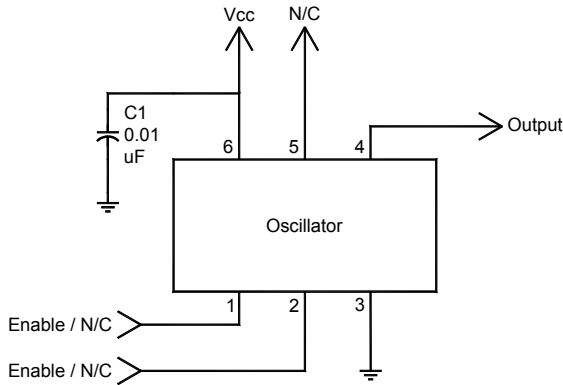 Vcc
N/C
C1
0.01
uF
6
5
4
Output
Oscillator
1
2
3
Enable / N/C
Enable / N/C